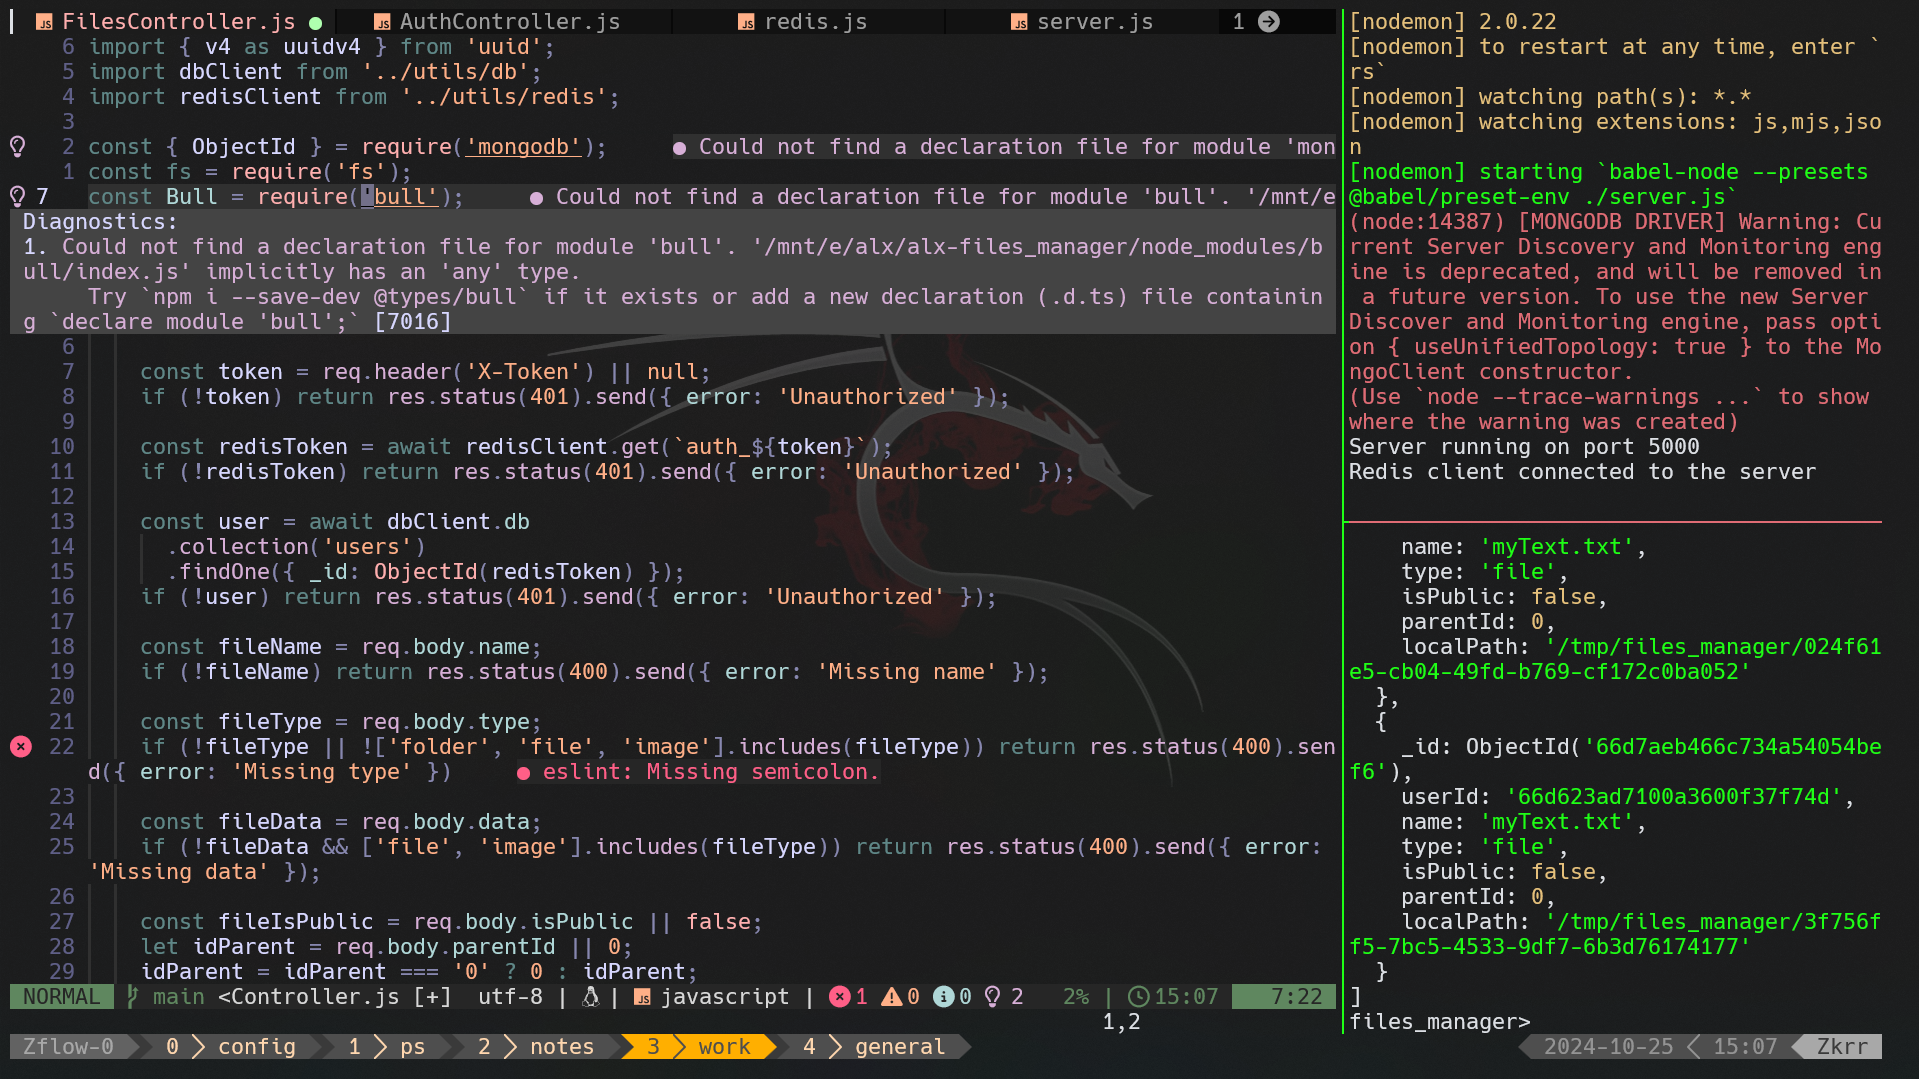 FilesController.js ● AuthController.js redis.js server.js 1
6 import { v4 as uuidv4 } from 'uuid';
5 import dbClient from '../utils/db';
4 import redisClient from '../utils/redis';
3
2 const { ObjectId } = require('mongodb'); ● Could not find a declaration file for module 'mon
1 const fs = require('fs');
7 const Bull = require('bull'); ● Could not find a declaration file for module 'bull'. '/mnt/e
Diagnostics:
1. Could not find a declaration file for module 'bull'. '/mnt/e/alx/alx-files_manager/node_modules/b
ull/index.js' implicitly has an 'any' type.
Try `npm i --save-dev @types/bull` if it exists or add a new declaration (.d.ts) file containin
g `declare module 'bull';` [7016]
6
7 const token = req.header('X-Token') || null;
8 if (!token) return res.status(401).send({ error: 'Unauthorized' });
9
10 const redisToken = await redisClient.get(`auth_${token}`);
11 if (!redisToken) return res.status(401).send({ error: 'Unauthorized' });
12
13 const user = await dbClient.db
14 .collection('users')
15 .findOne({ _id: ObjectId(redisToken) });
16 if (!user) return res.status(401).send({ error: 'Unauthorized' });
17
18 const fileName = req.body.name;
19 if (!fileName) return res.status(400).send({ error: 'Missing name' });
20
21 const fileType = req.body.type;
22 if (!fileType || !['folder', 'file', 'image'].includes(fileType)) return res.status(400).sen
d({ error: 'Missing type' }) ● eslint: Missing semicolon.
23
24 const fileData = req.body.data;
25 if (!fileData && ['file', 'image'].includes(fileType)) return res.status(400).send({ error:
'Missing data' });
26
27 const fileIsPublic = req.body.isPublic || false;
28 let idParent = req.body.parentId || 0;
29 idParent = idParent === '0' ? 0 : idParent;
NORMAL main <Controller.js [+] utf-8 | | javascript | 1 0 0 2 2% | 15:07 7:22
1,2
[nodemon] 2.0.22
[nodemon] to restart at any time, enter `
rs`
[nodemon] watching path(s): *.*
[nodemon] watching extensions: js,mjs,jso
n
[nodemon] starting `babel-node --presets
@babel/preset-env ./server.js`
(node:14387) [MONGODB DRIVER] Warning: Cu
rrent Server Discovery and Monitoring eng
ine is deprecated, and will be removed in
a future version. To use the new Server
Discover and Monitoring engine, pass opti
on { useUnifiedTopology: true } to the Mo
ngoClient constructor.
(Use `node --trace-warnings ...` to show
where the warning was created)
Server running on port 5000
Redis client connected to the server
name: 'myText.txt',
type: 'file',
isPublic: false,
parentId: 0,
localPath: '/tmp/files_manager/024f61
e5-cb04-49fd-b769-cf172c0ba052'
},
{
_id: ObjectId('66d7aeb466c734a54054be
f6'),
userId: '66d623ad7100a3600f37f74d',
name: 'myText.txt',
type: 'file',
isPublic: false,
parentId: 0,
localPath: '/tmp/files_manager/3f756f
f5-7bc5-4533-9df7-6b3d76174177'
}
]
files_manager>
Zflow-0 0 config 1 ps 2 notes 3 work 4 general 2024-10-25 15:07 Zkrr